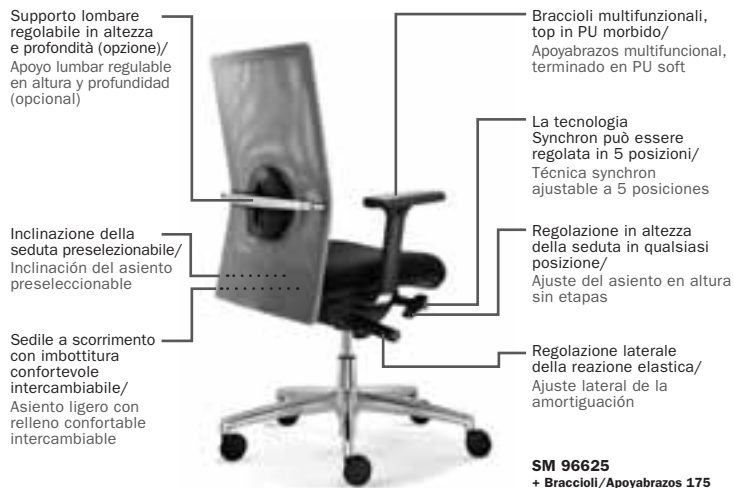 Supporto lombare
regolabile in altezza
e profondità (opzione)/
Apoyo lumbar regulable
en altura y profundidad
(opcional)
Inclinazione della
seduta preselezionabile/
Inclinación del asiento
preseleccionable
Sedile a scorrimento
con imbottitura
confortevole
intercambiabile/
Asiento ligero con
relleno confortable
intercambiable
Braccioli multifunzionali,
top in PU morbido/
Apoyabrazos multifuncional,
terminado en PU soft
La tecnologia
Synchron può essere
regolata in 5 posizioni/
Técnica synchron
ajustable a 5 posiciones
Regolazione in altezza
della seduta in qualsiasi
posizione/
Ajuste del asiento en altura
sin etapas
Regolazione laterale
della reazione elastica/
Ajuste lateral de la
amortiguación
SM 96625
+ Braccioli/Apoyabrazos 175